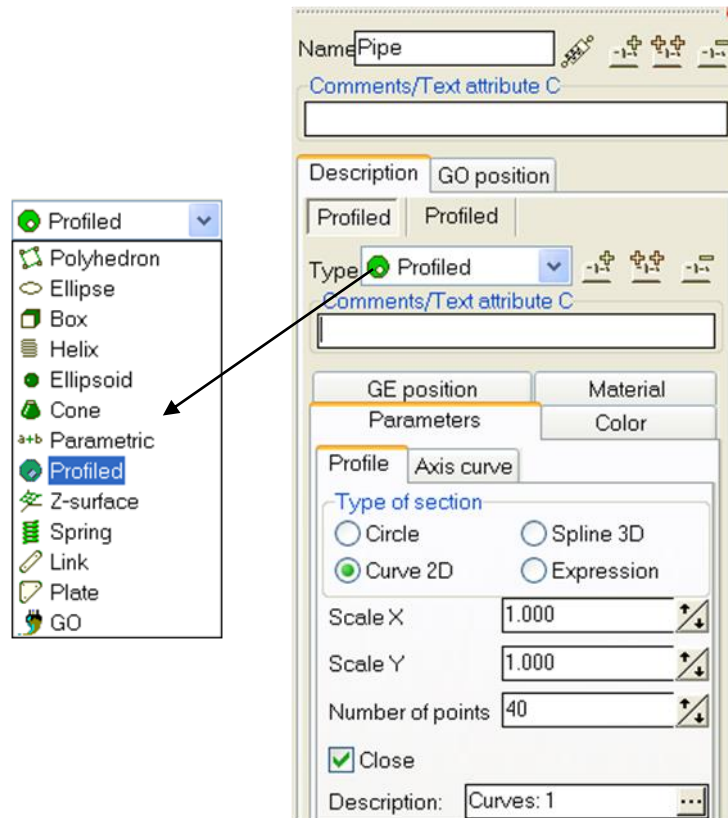 Name Pipe
Comments/Text attribute C
Description GO position
Profiled Profiled
Type Profiled
Comments/Text attribute C
GE position Material
Parameters Color
Profile Axis curve
Type of section
Circle Spline 3D
Curve 2D Expression
Scale X 1.000
Scale Y 1.000
Number of points 40
Close
Description: Curves: 1 ...
Profiled
Polyhedron
Ellipse
Box
Helix
Ellipsoid
Cone
a+b Parametric
Profiled
Z-surface
Spring
Link
Plate
GO